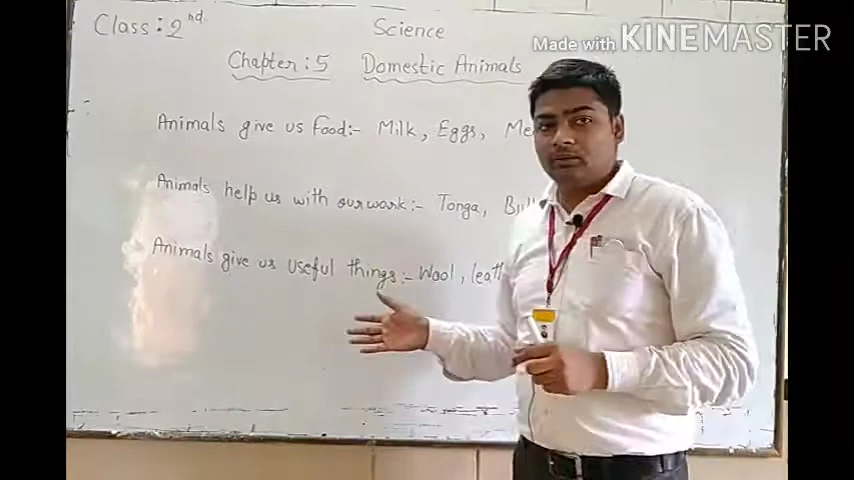 Made with KINEMASTER
Class : 2nd.
Science
Chapter : 5 Domestic Animals
Animals give us Food:- Milk, Eggs,
Animals help us with our work:- Tonga,
Animals give us useful things:- Wool,